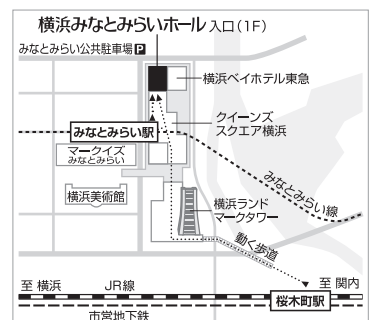 横浜みなとみらいホール 入口(1F)
みなとみらい公共駐車場 P
横浜ベイホテル東急
クイーンズ
スクエア横浜
みなとみらい駅
マークイズ
みなとみらい
みなとみらい線
横浜美術館
横浜ランド
マークタワー
動く歩道
至 横浜
JR線
至 関内
桜木町駅
市営地下鉄